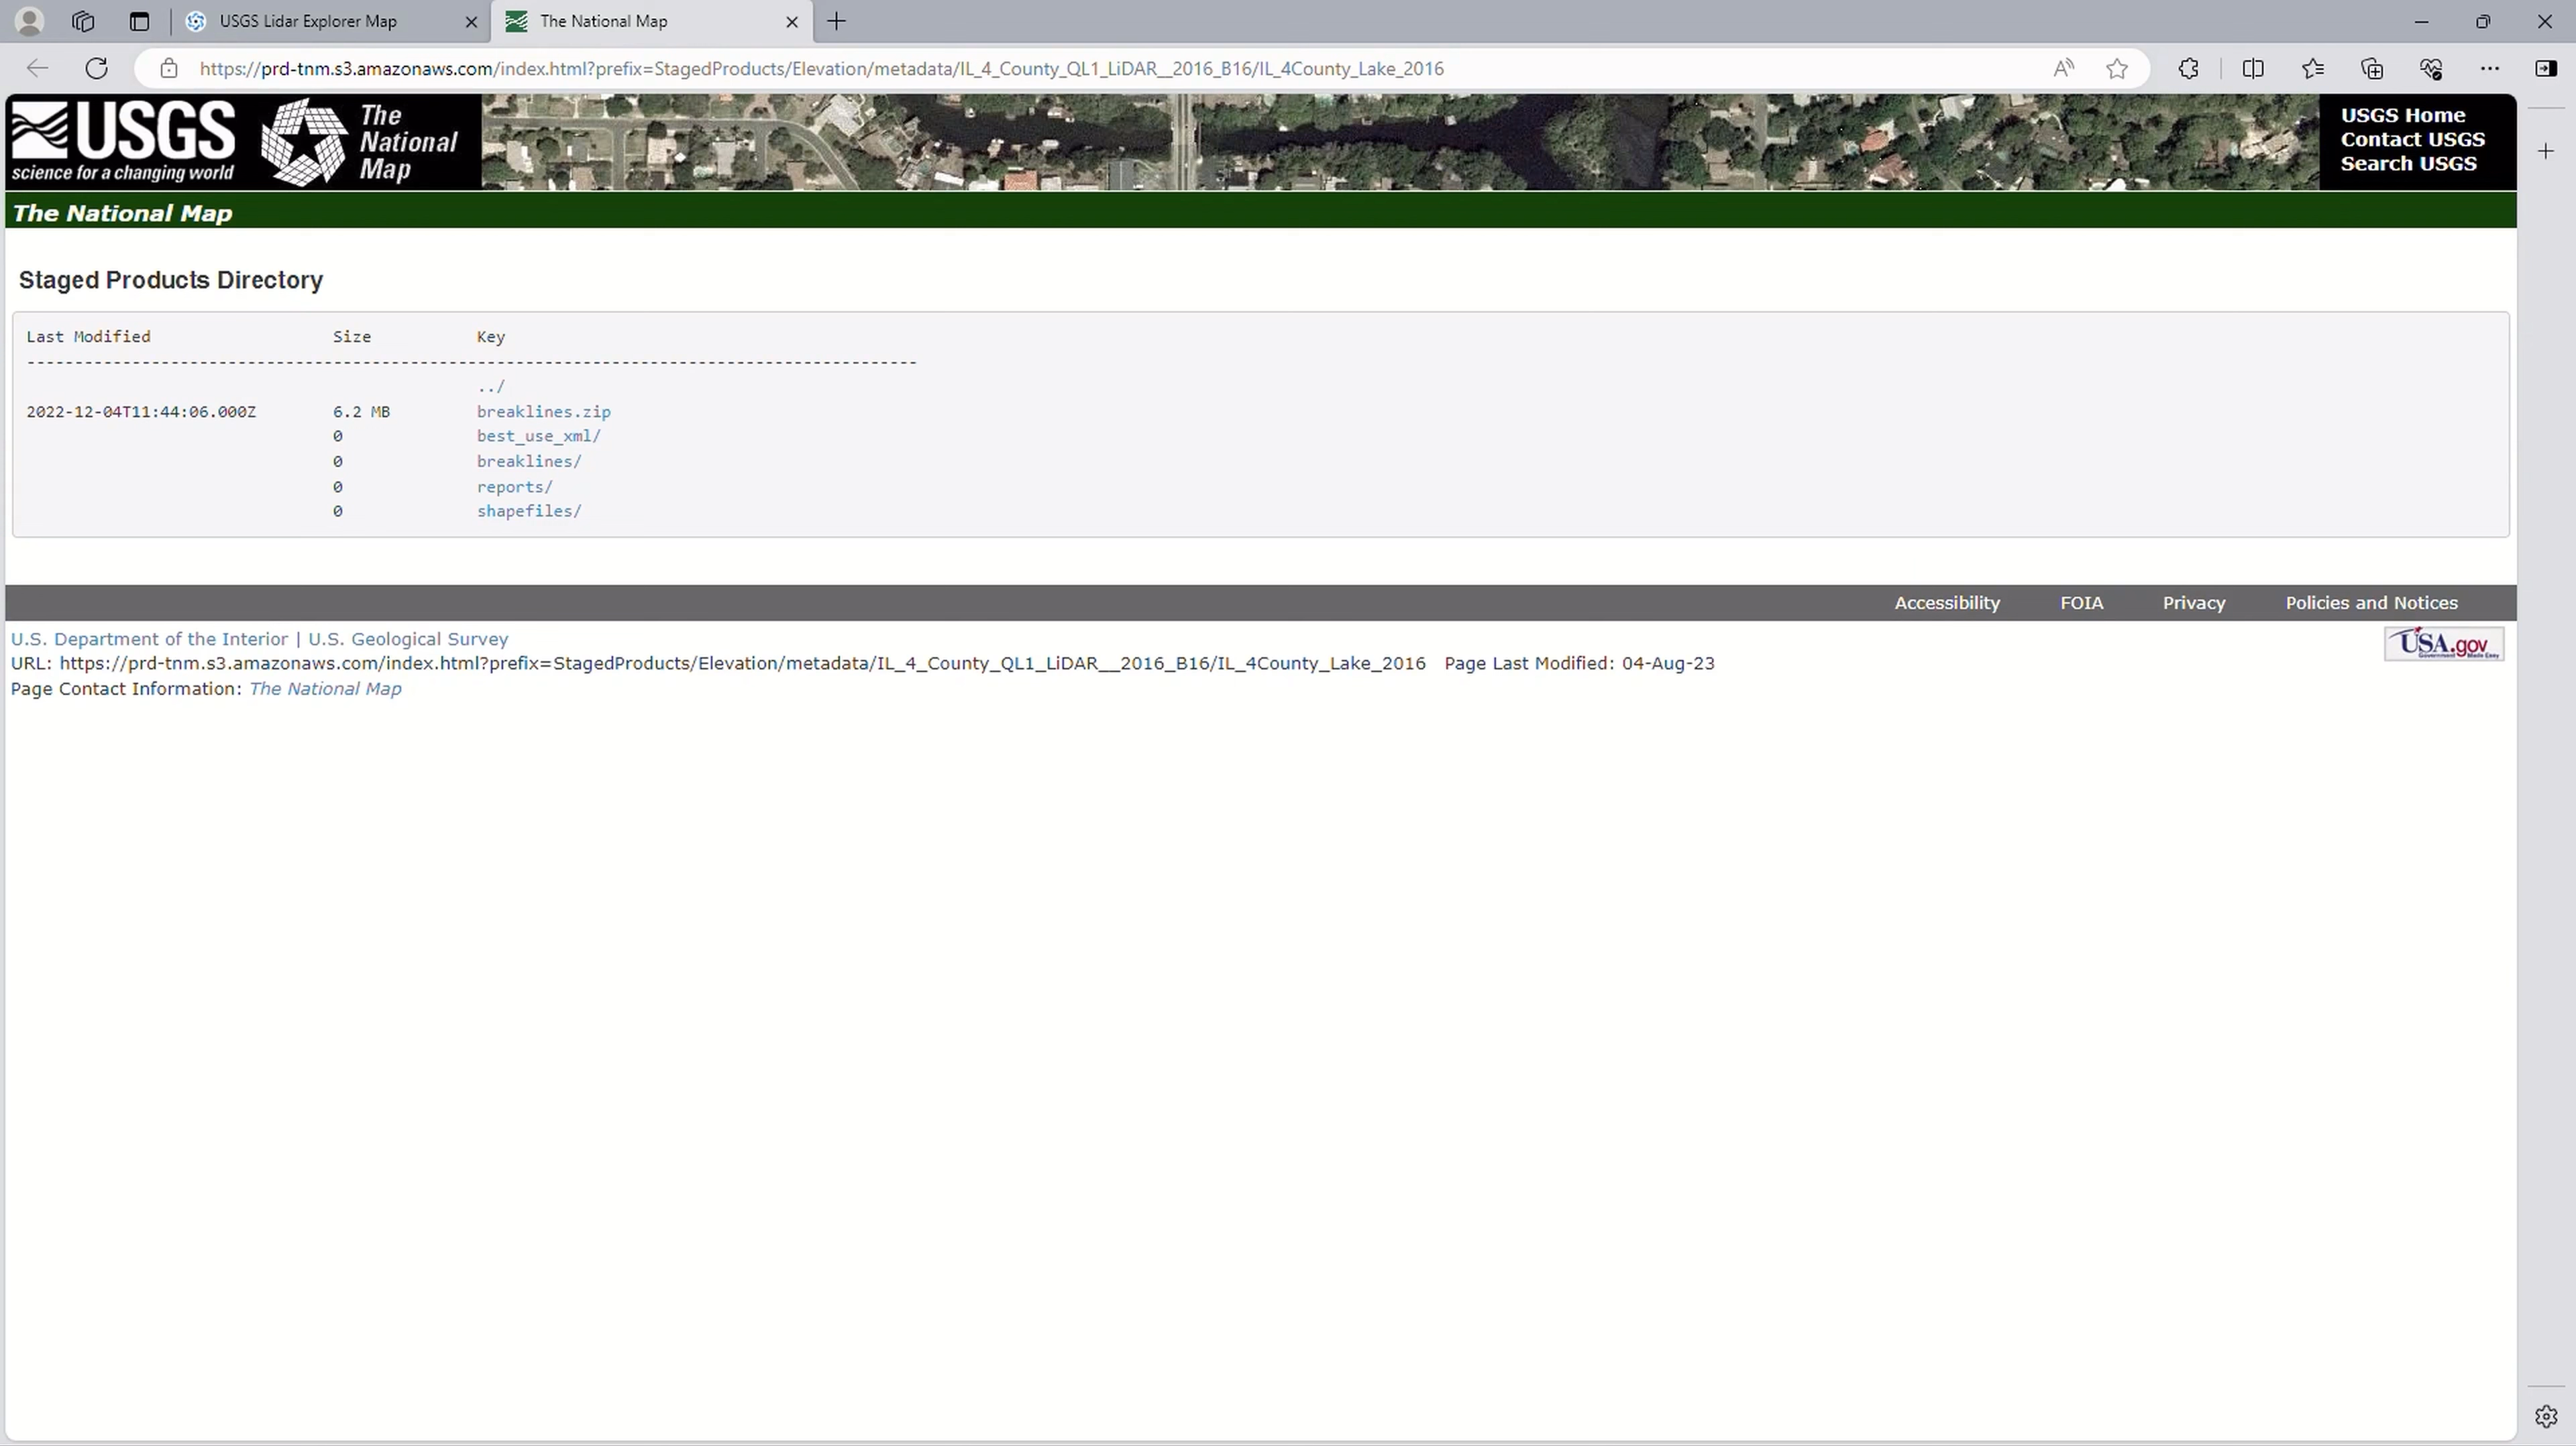 USGS Lidar Explorer Map
The National Map
https://prd-tnm.s3.amazonaws.com/index.html?prefix=StagedProducts/Elevation/metadata/IL_4_County_QL1_LiDAR__2016_B16/IL_4County_Lake_2016
USGS
science for a changing world
The
National
Map
USGS Home
Contact USGS
Search USGS
The National Map
Staged Products Directory
Last Modified Size Key
-----------------------------------------------------------------------------------------
../
2022-12-04T11:44:06.000Z 6.2 MB breaklines.zip
0 best_use_xml/
0 breaklines/
0 reports/
0 shapefiles/
Accessibility FOIA Privacy Policies and Notices
U.S. Department of the Interior | U.S. Geological Survey
URL: https://prd-tnm.s3.amazonaws.com/index.html?prefix=StagedProducts/Elevation/metadata/IL_4_County_QL1_LiDAR__2016_B16/IL_4County_Lake_2016 Page Last Modified: 04-Aug-23
Page Contact Information: The National Map
USA.gov
Government Made Easy